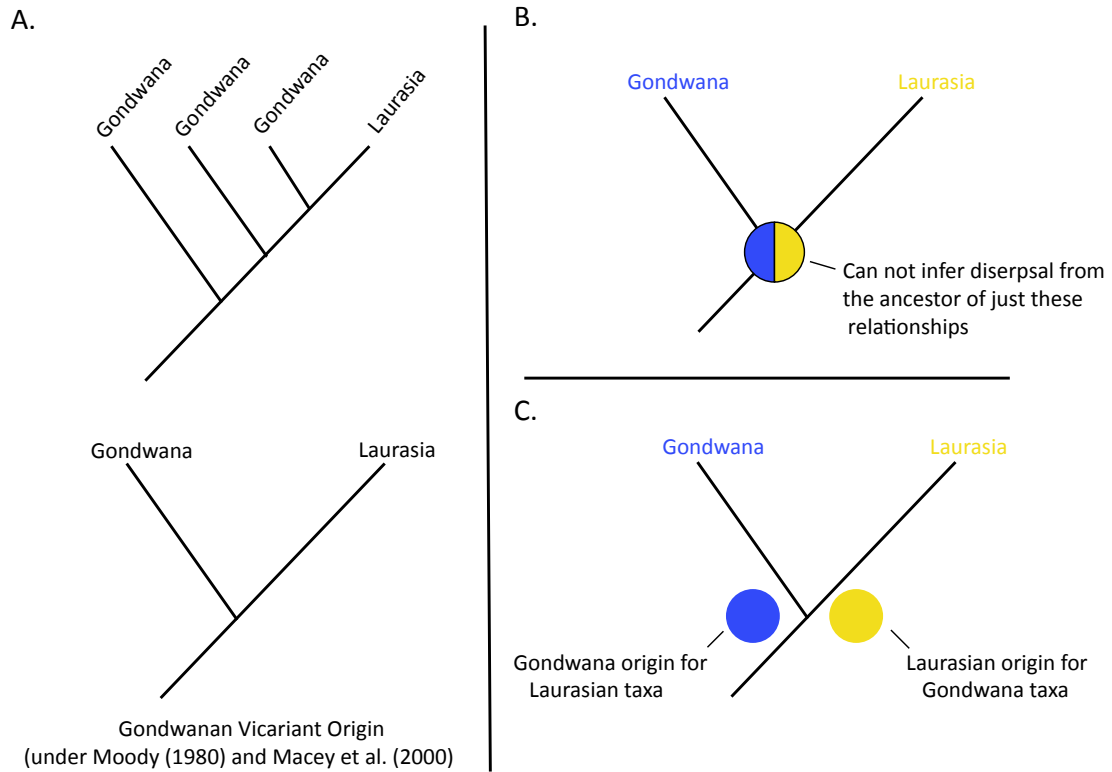 A.
Gondwana
Gondwana
Gondwana
Laurasia
Gondwana
Laurasia
Gondwanan Vicariant Origin
(under Moody (1980) and Macey et al. (2000)
B.
Gondwana
Laurasia
Can not infer diserpsal from
the ancestor of just these
relationships
C.
Gondwana
Laurasia
Gondwana origin for
Laurasian taxa
Laurasian origin for
Gondwana taxa